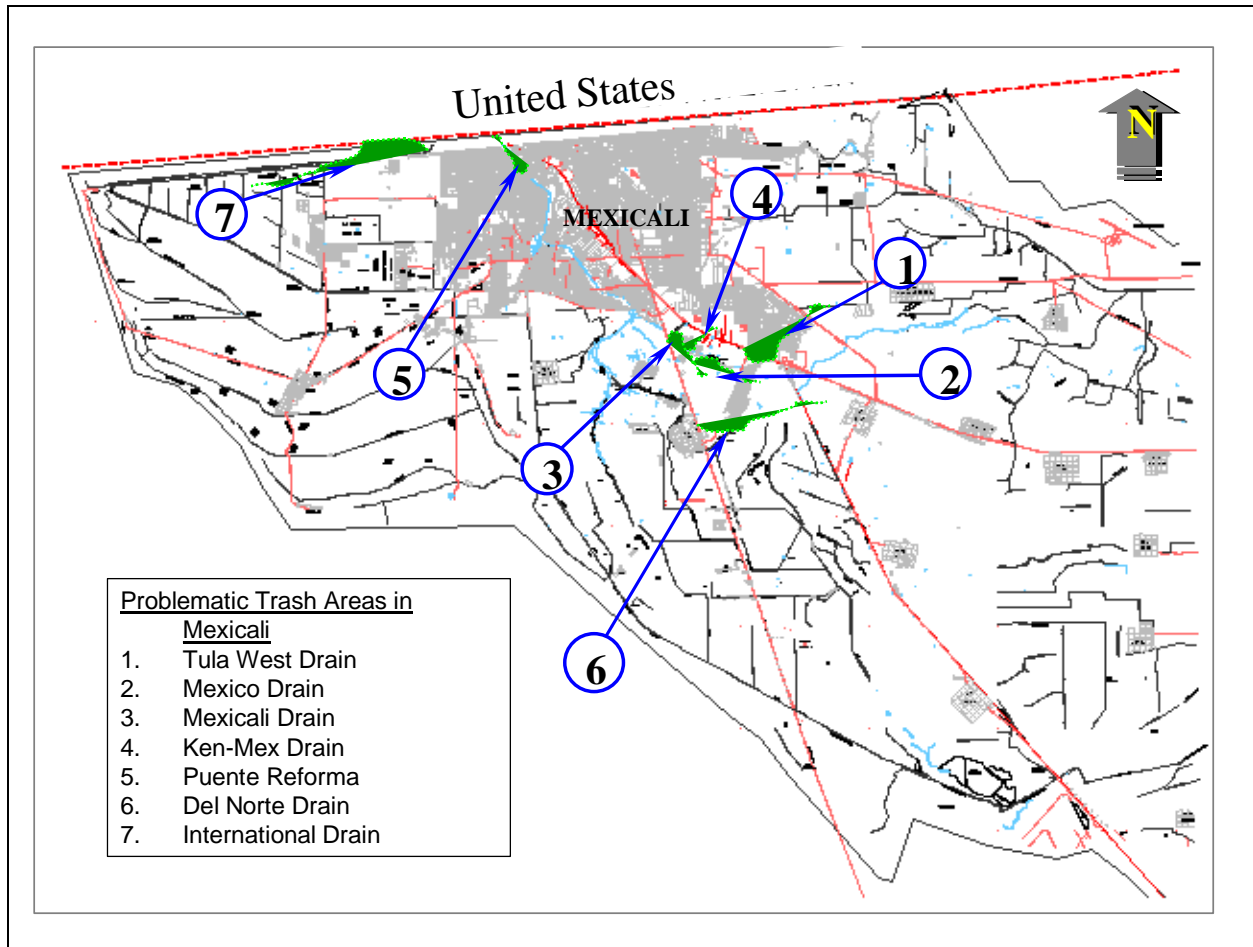 United States
N
7
4
MEXICALI
1
5
2
3
6
Problematic Trash Areas in
Mexicali
1. Tula West Drain
2. Mexico Drain
3. Mexicali Drain
4. Ken-Mex Drain
5. Puente Reforma
6. Del Norte Drain
7. International Drain